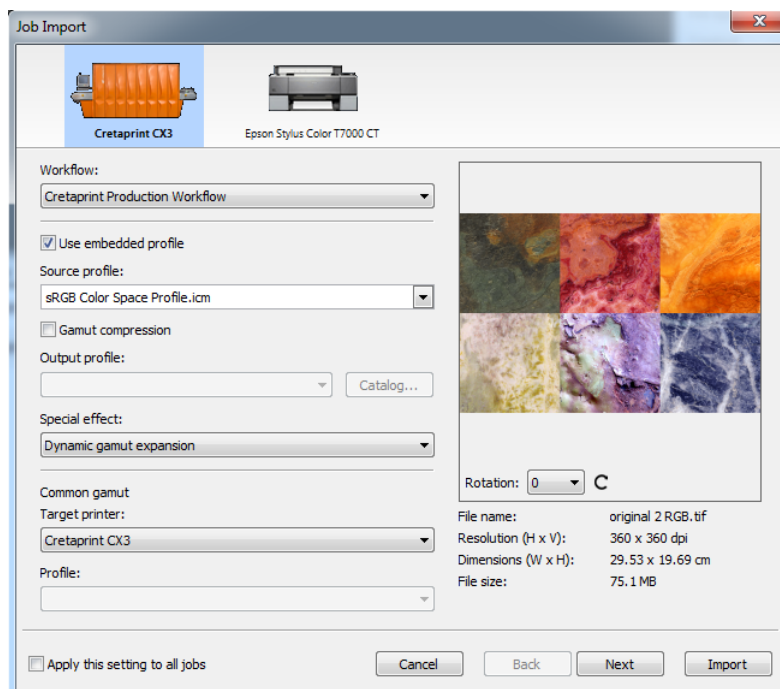 Job Import
Cretaprint CX3
Epson Stylus Color T7000 CT
Workflow:
Cretaprint Production Workflow
Use embedded profile
Source profile:
sRGB Color Space Profile.icm
Gamut compression
Output profile:
Catalog...
Special effect:
Dynamic gamut expansion
Common gamut
Target printer:
Cretaprint CX3
Profile:
Rotation: 0
File name: original 2 RGB.tif
Resolution (H x V): 360 x 360 dpi
Dimensions (W x H): 29.53 x 19.69 cm
File size: 75.1 MB
Apply this setting to all jobs
Cancel
Back
Next
Import